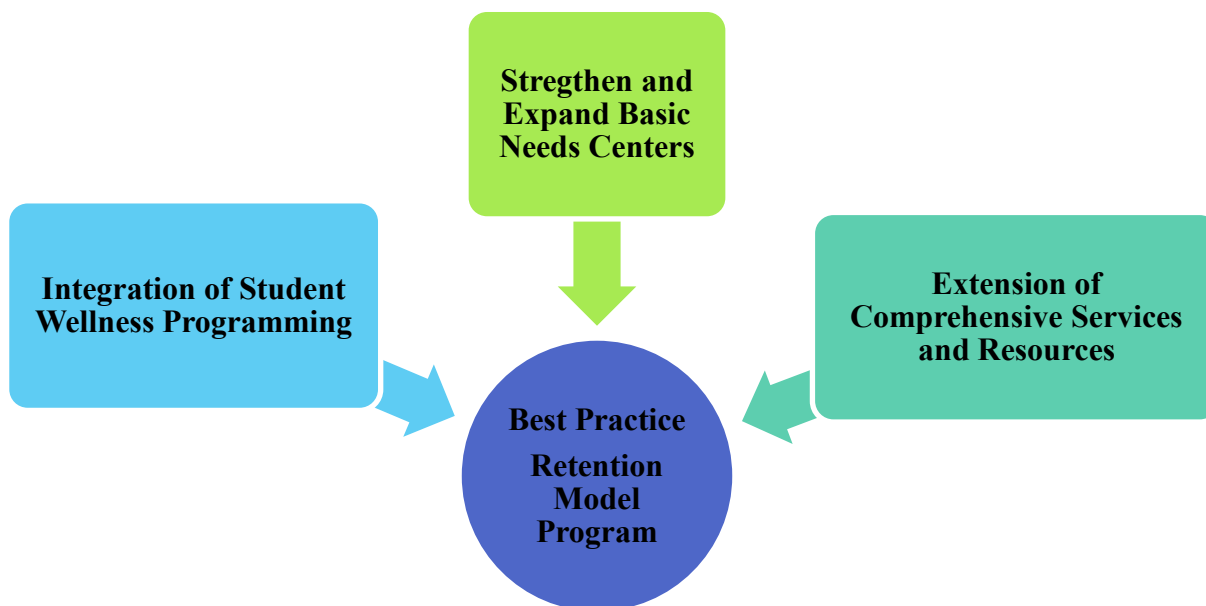 Stregthen and
Expand Basic
Needs Centers
Integration of Student
Wellness Programming
Extension of
Comprehensive Services
and Resources
Best Practice
Retention
Model
Program